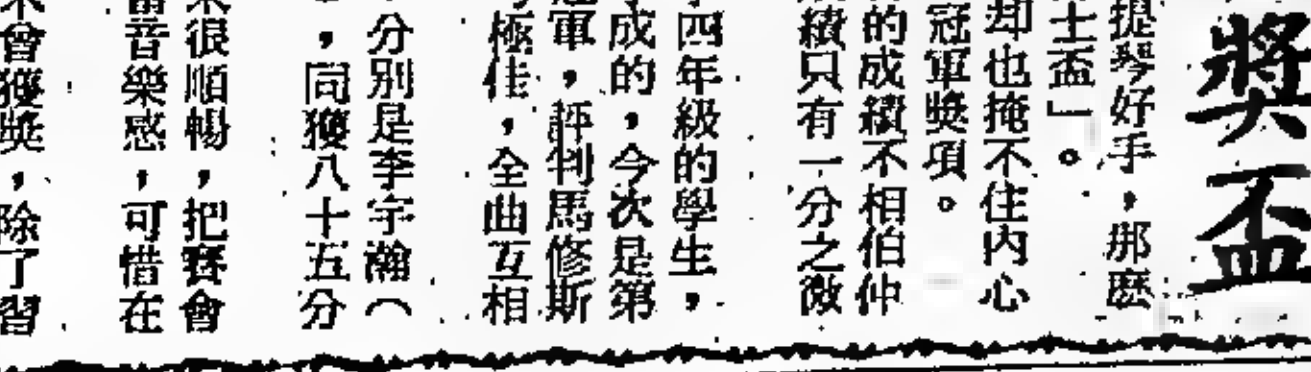 獎盃
提琴好手，那麽
士盃」。
却也掩不住內心
冠軍獎項。
的成績不相伯仲
績只有一分之微
四年級的學生，
成的，今次是第
軍，評判馬修斯
極佳，全曲互相
分別是李宇瀚（
，同獲八十五分
很順暢，把賽會
音樂感，可惜在
會獲獎，除了習